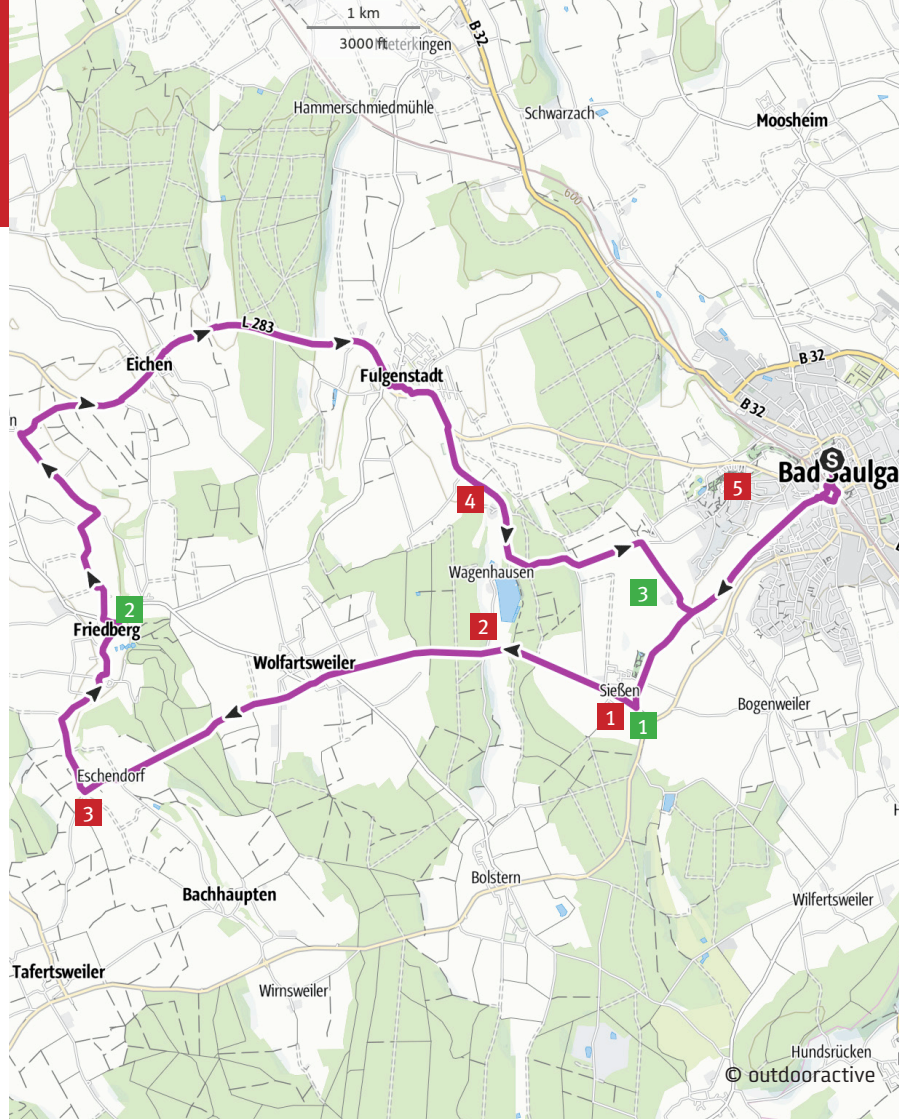 1 km
3000 ft
B 32
Hammerschmiedmühle
Schwarzach
Moosheim
600
L 283
Eichen
Fulgenstadt
B 32
B 32
n
S
Bad Saulga
5
4
Wagenhausen
3
2
Friedberg
2
Wolfartsweiler
Sießen
1
1
Bogenweiler
Eschendorf
3
H
Bolstern
Bachhaupten
Wilfertsweiler
Tafertsweiler
Wirnsweiler
Hundsrücken
© outdooractive